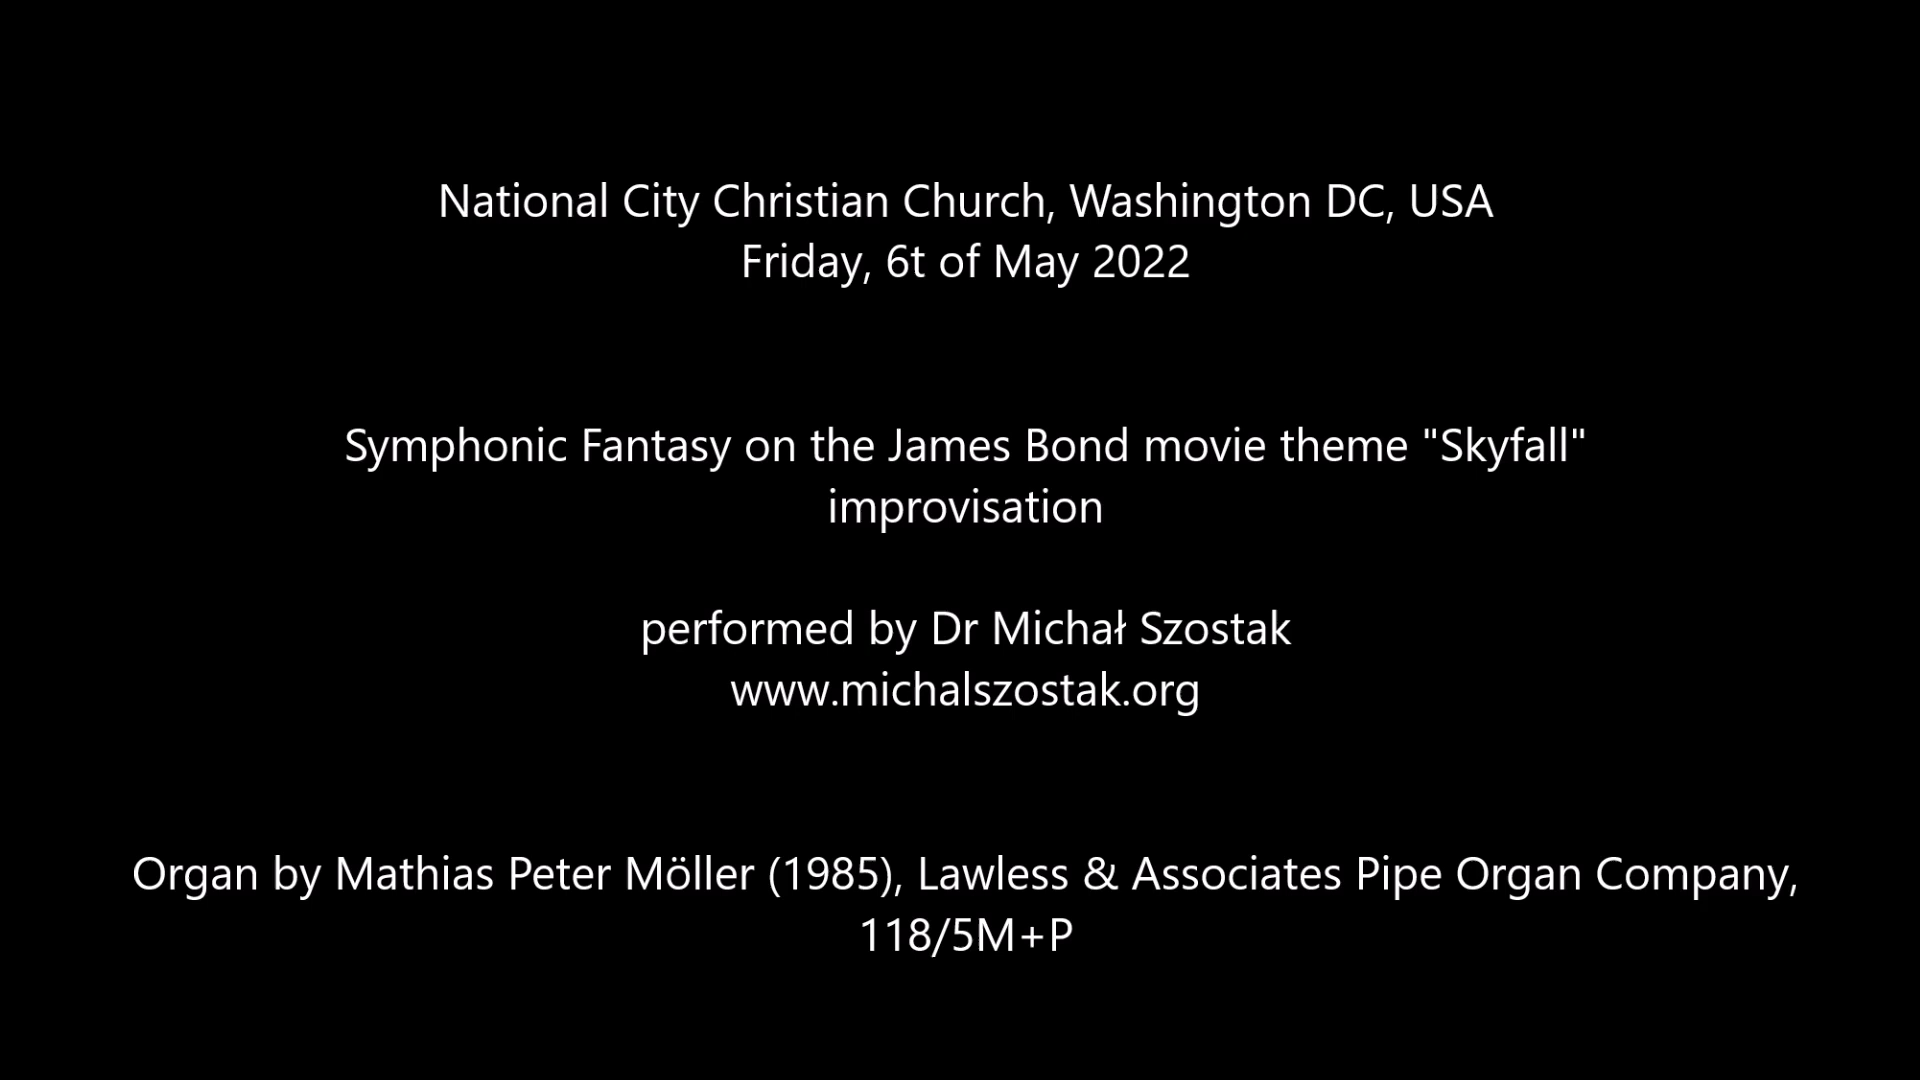 National City Christian Church, Washington DC, USA
Friday, 6t of May 2022
Symphonic Fantasy on the James Bond movie theme "Skyfall"
improvisation
performed by Dr Michał Szostak
www.michalszostak.org
Organ by Mathias Peter Möller (1985), Lawless & Associates Pipe Organ Company,
118/5M+P